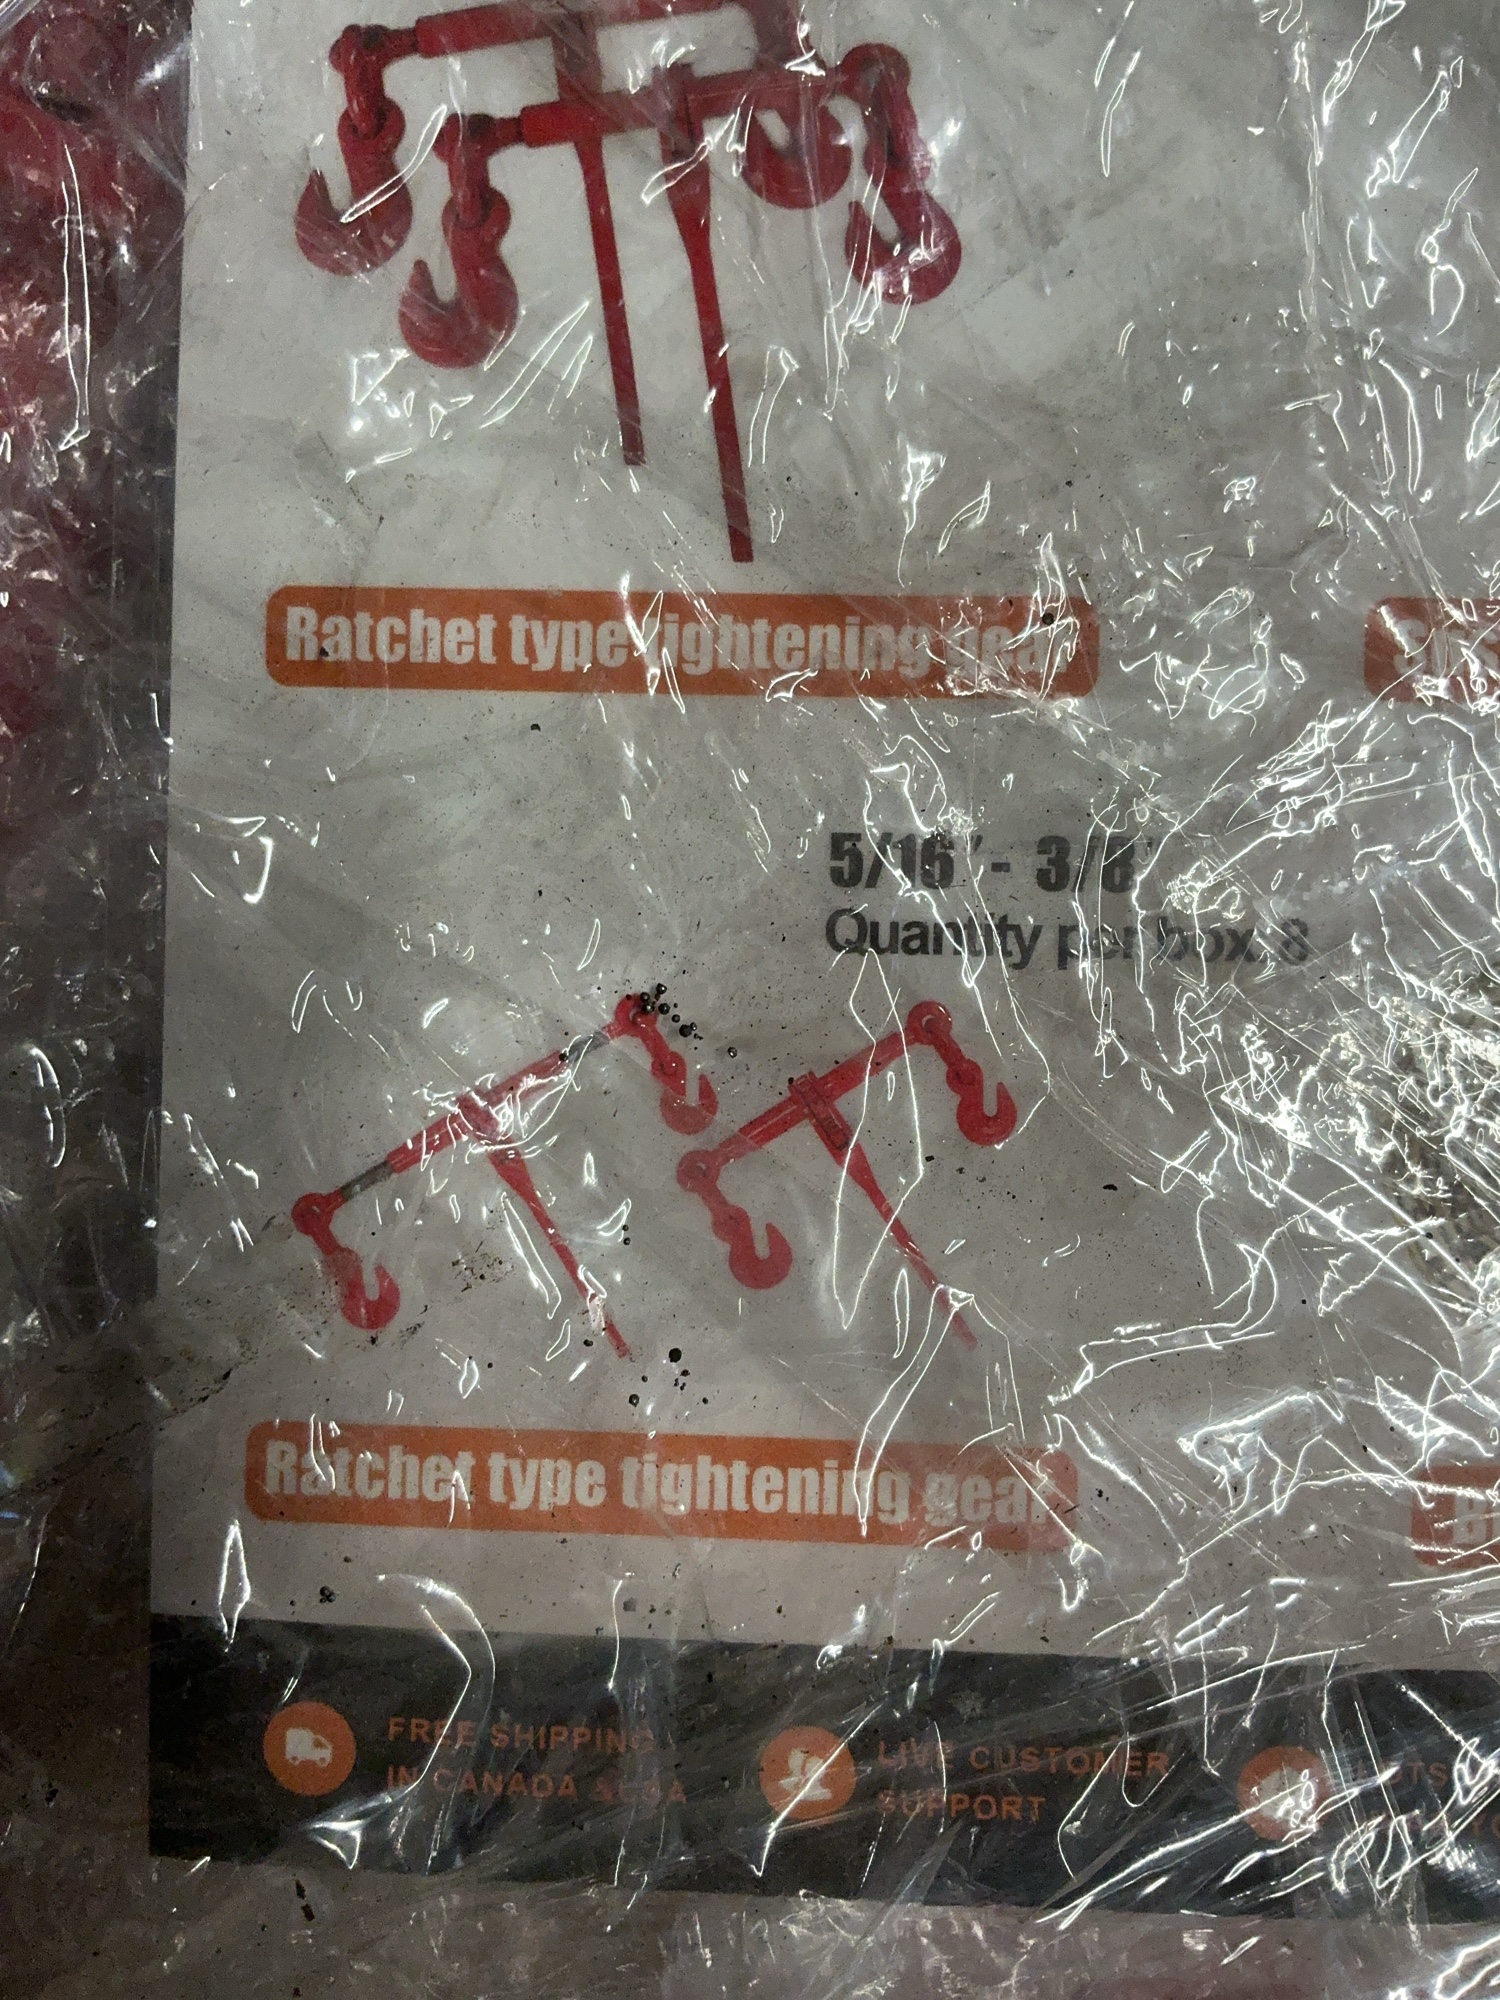 Ratchet type tightening gear
5/16" - 3/8"
Quantity per box: 8
Ratchet type tightening gear
FREE SHIPPING
IN CANADA & USA
LIVE CUSTOMER
SUPPORT